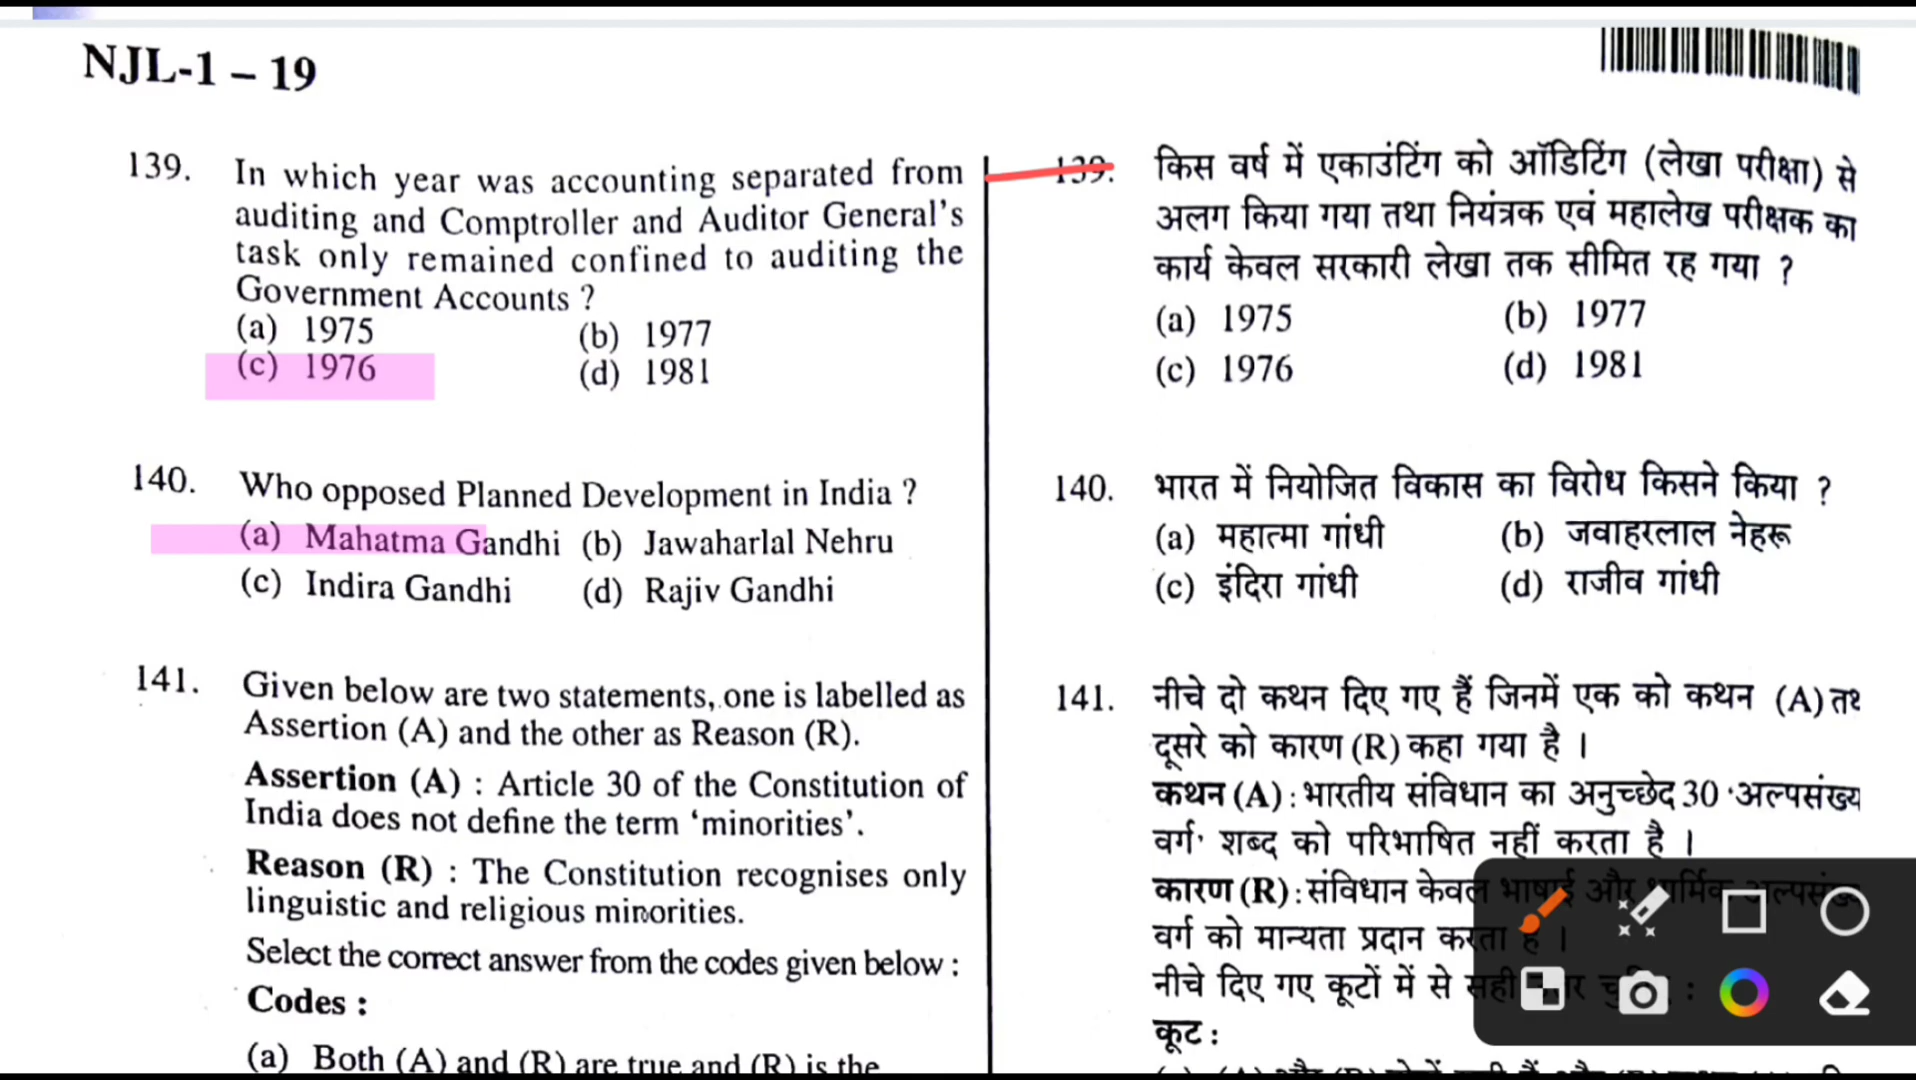 NJL-1 – 19
139. In which year was accounting separated from
auditing and Comptroller and Auditor General's
task only remained confined to auditing the
Government Accounts ?
(a) 1975 (b) 1977
(c) 1976 (d) 1981
140. Who opposed Planned Development in India ?
(a) Mahatma Gandhi (b) Jawaharlal Nehru
(c) Indira Gandhi (d) Rajiv Gandhi
141. Given below are two statements, one is labelled as
Assertion (A) and the other as Reason (R).
Assertion (A) : Article 30 of the Constitution of
India does not define the term 'minorities'.
Reason (R) : The Constitution recognises only
linguistic and religious minorities.
Select the correct answer from the codes given below :
Codes :
(a) Both (A) and (R) are true and (R) is the
139. किस वर्ष में एकाउंटिंग को ऑडिटिंग (लेखा परीक्षा) से
अलग किया गया तथा नियंत्रक एवं महालेख परीक्षक का
कार्य केवल सरकारी लेखा तक सीमित रह गया ?
(a) 1975 (b) 1977
(c) 1976 (d) 1981
140. भारत में नियोजित विकास का विरोध किसने किया ?
(a) महात्मा गांधी (b) जवाहरलाल नेहरू
(c) इंदिरा गांधी (d) राजीव गांधी
141. नीचे दो कथन दिए गए हैं जिनमें एक को कथन (A)
दूसरे को कारण (R) कहा गया है ।
कथन (A) : भारतीय संविधान का अनुच्छेद 30 'अल्पसंख्य
वर्ग' शब्द को परिभाषित नहीं करता है ।
कारण (R) : संविधान केवल भाषाई और धार्मिक अल्पसंख्य
वर्ग को मान्यता प्रदान करता है ।
नीचे दिए गए कूटों में से सही
कूट :